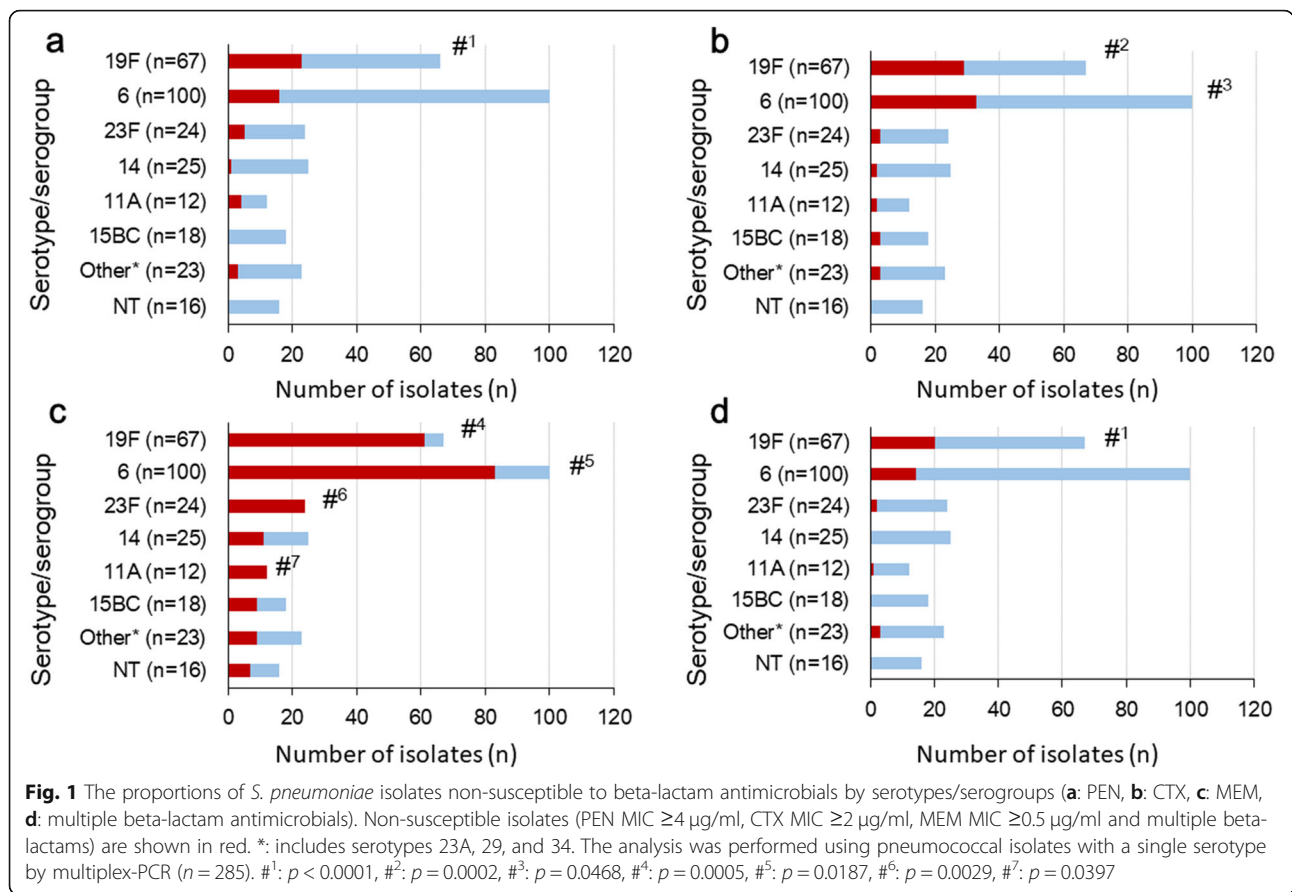 a
19F (n=67)
#1
6 (n=100)
23F (n=24)
14 (n=25)
11A (n=12)
15BC (n=18)
Other* (n=23)
NT (n=16)
Serotype/serogroup
0 20 40 60 80 100 120
Number of isolates (n)
b
19F (n=67)
#2
6 (n=100)
#3
23F (n=24)
14 (n=25)
11A (n=12)
15BC (n=18)
Other* (n=23)
NT (n=16)
Serotype/serogroup
0 20 40 60 80 100 120
Number of isolates (n)
c
19F (n=67)
#4
6 (n=100)
#5
23F (n=24)
#6
14 (n=25)
11A (n=12)
#7
15BC (n=18)
Other* (n=23)
NT (n=16)
Serotype/serogroup
0 20 40 60 80 100 120
Number of isolates (n)
d
19F (n=67)
#1
6 (n=100)
23F (n=24)
14 (n=25)
11A (n=12)
15BC (n=18)
Other* (n=23)
NT (n=16)
Serotype/serogroup
0 20 40 60 80 100 120
Number of isolates (n)
Fig. 1 The proportions of S. pneumoniae isolates non-susceptible to beta-lactam antimicrobials by serotypes/serogroups (a: PEN, b: CTX, c: MEM,
d: multiple beta-lactam antimicrobials). Non-susceptible isolates (PEN MIC ≥4 μg/ml, CTX MIC ≥2 μg/ml, MEM MIC ≥0.5 μg/ml and multiple beta-
lactams) are shown in red. *: includes serotypes 23A, 29, and 34. The analysis was performed using pneumococcal isolates with a single serotype
by multiplex-PCR (n = 285). #1: p < 0.0001, #2: p = 0.0002, #3: p = 0.0468, #4: p = 0.0005, #5: p = 0.0187, #6: p = 0.0029, #7: p = 0.0397